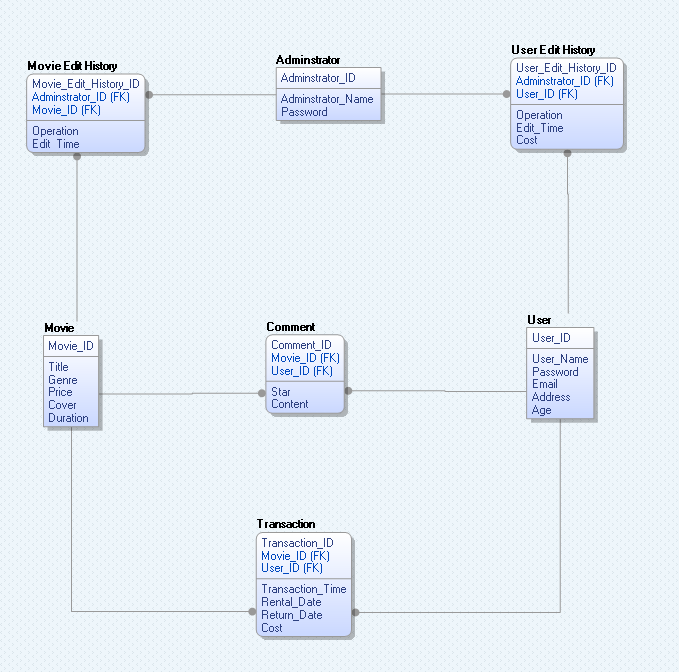 Movie Edit History
Movie_Edit_History_ID
Adminstrator_ID (FK)
Movie_ID (FK)
Operation
Edit_Time
Adminstrator
Adminstrator_ID
Adminstrator_Name
Password
User Edit History
User_Edit_History_ID
Adminstrator_ID (FK)
User_ID (FK)
Operation
Edit_Time
Cost
Movie
Movie_ID
Title
Genre
Price
Cover
Duration
Comment
Comment_ID
Movie_ID (FK)
User_ID (FK)
Star
Content
User
User_ID
User_Name
Password
Email
Address
Age
Transaction
Transaction_ID
Movie_ID (FK)
User_ID (FK)
Transaction_Time
Rental_Date
Return_Date
Cost